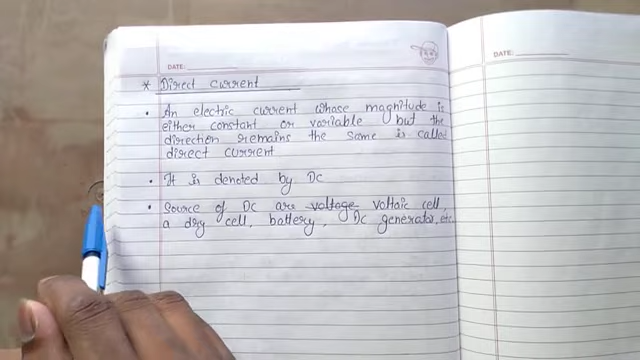 DATE:
DATE:
* Direct current
• An electric current whose magnitude is
either constant or variable but the
direction remains the same is called
direct current
• It is denoted by DC
• Source of DC are voltage voltaic cell,
a dry cell, battery, DC generator, etc.